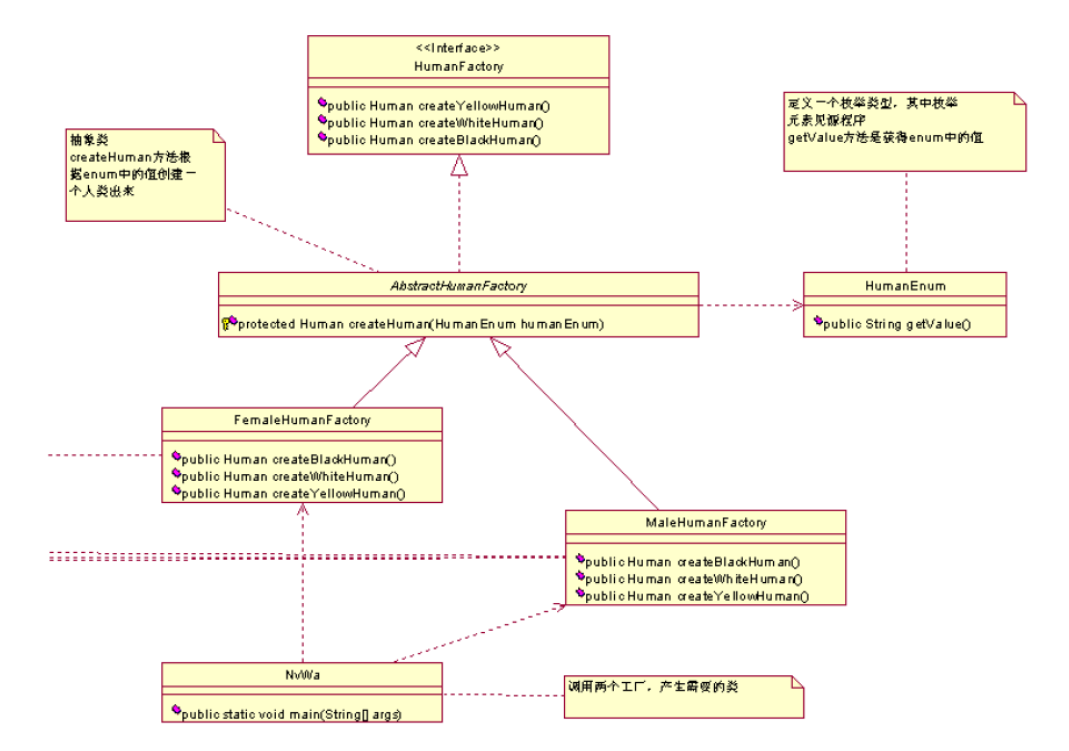 <<Interface>>
HumanFactory
public Human createYellowHuman()
public Human createWhiteHuman()
public Human createBlackHuman()
定义一个枚举类型，其中枚举
元素见源程序
getValue方法是获得enum中的值
抽象类
createHuman方法根
据enum中的值创建一
个人类出来
AbstractHumanFactory
protected Human createHuman(HumanEnum humanEnum)
HumanEnum
public String getValue()
FemaleHumanFactory
public Human createBlackHuman()
public Human createWhiteHuman()
public Human createYellowHuman()
MaleHumanFactory
public Human createBlackHuman()
public Human createWhiteHuman()
public Human createYellowHuman()
NvWa
public static void main(String[] args)
调用两个工厂，产生需要的类